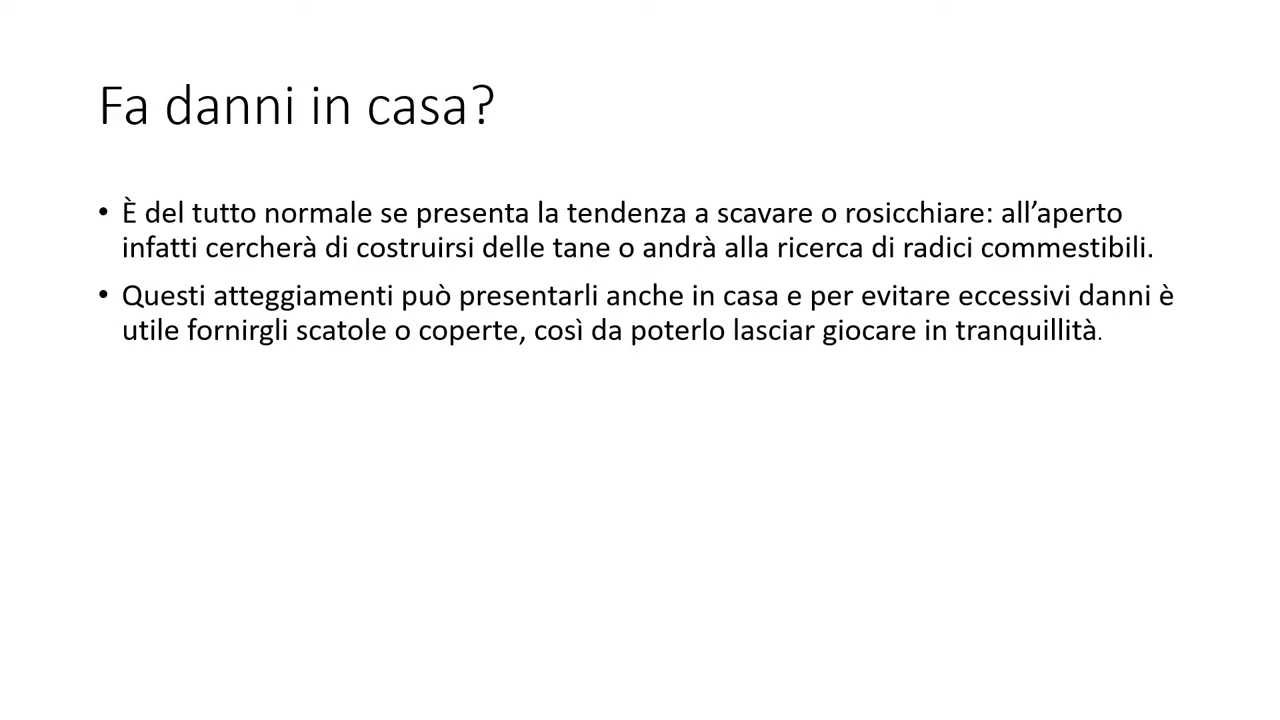 Fa danni in casa?
• È del tutto normale se presenta la tendenza a scavare o rosicchiare: all’aperto
infatti cercherà di costruirsi delle tane o andrà alla ricerca di radici commestibili.
• Questi atteggiamenti può presentarli anche in casa e per evitare eccessivi danni è
utile fornirgli scatole o coperte, così da poterlo lasciar giocare in tranquillità.